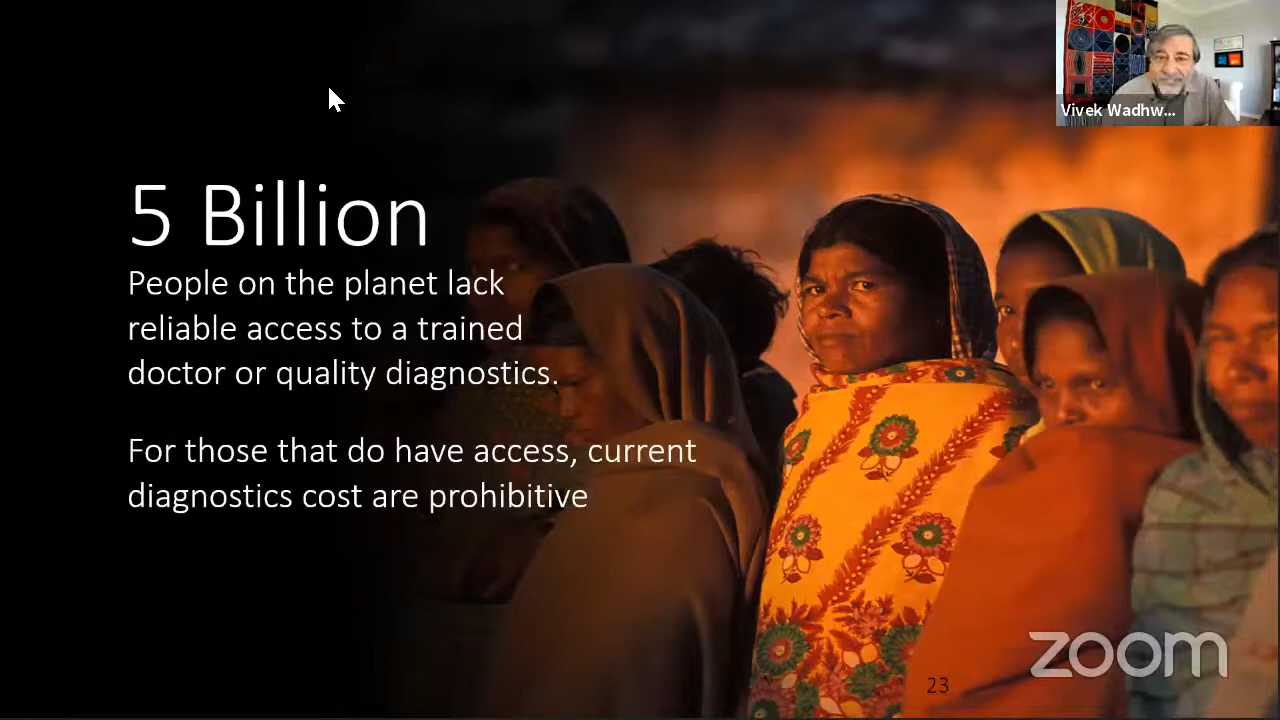 Vivek Wadhw...
5 Billion
People on the planet lack
reliable access to a trained
doctor or quality diagnostics.
For those that do have access, current
diagnostics cost are prohibitive
zoom
23